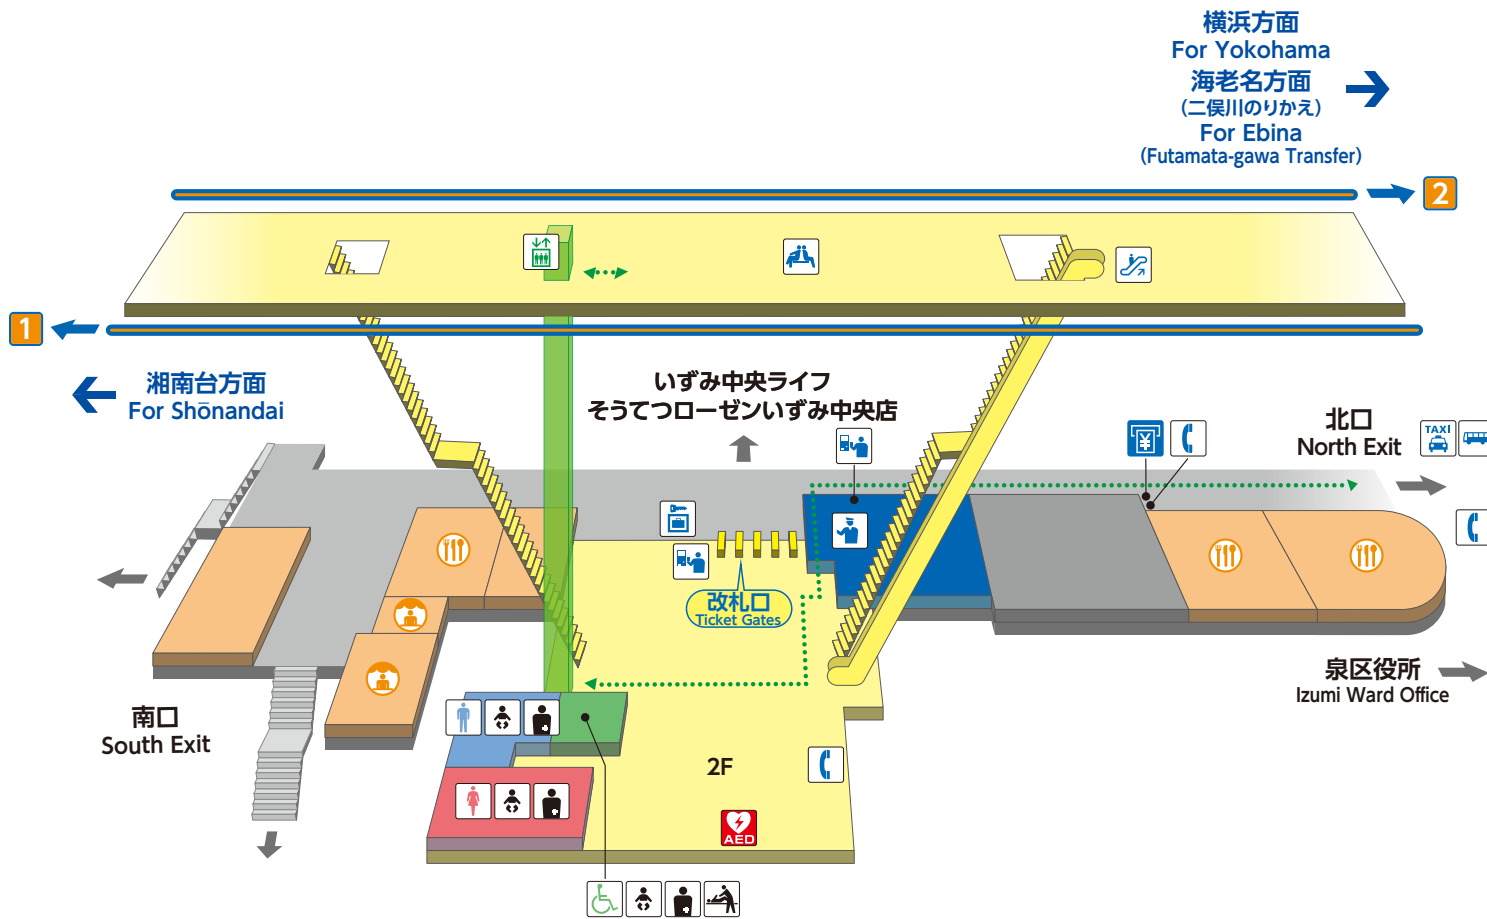 横浜方面
For Yokohama
海老名方面
(二俣川のりかえ)
For Ebina
(Futamata-gawa Transfer)
2
1
湘南台方面
For Shōnandai
いずみ中央ライフ
そうてつローゼンいずみ中央店
北口
North Exit
TAXI
¥
改札口
Ticket Gates
泉区役所
Izumi Ward Office
南口
South Exit
2F
AED